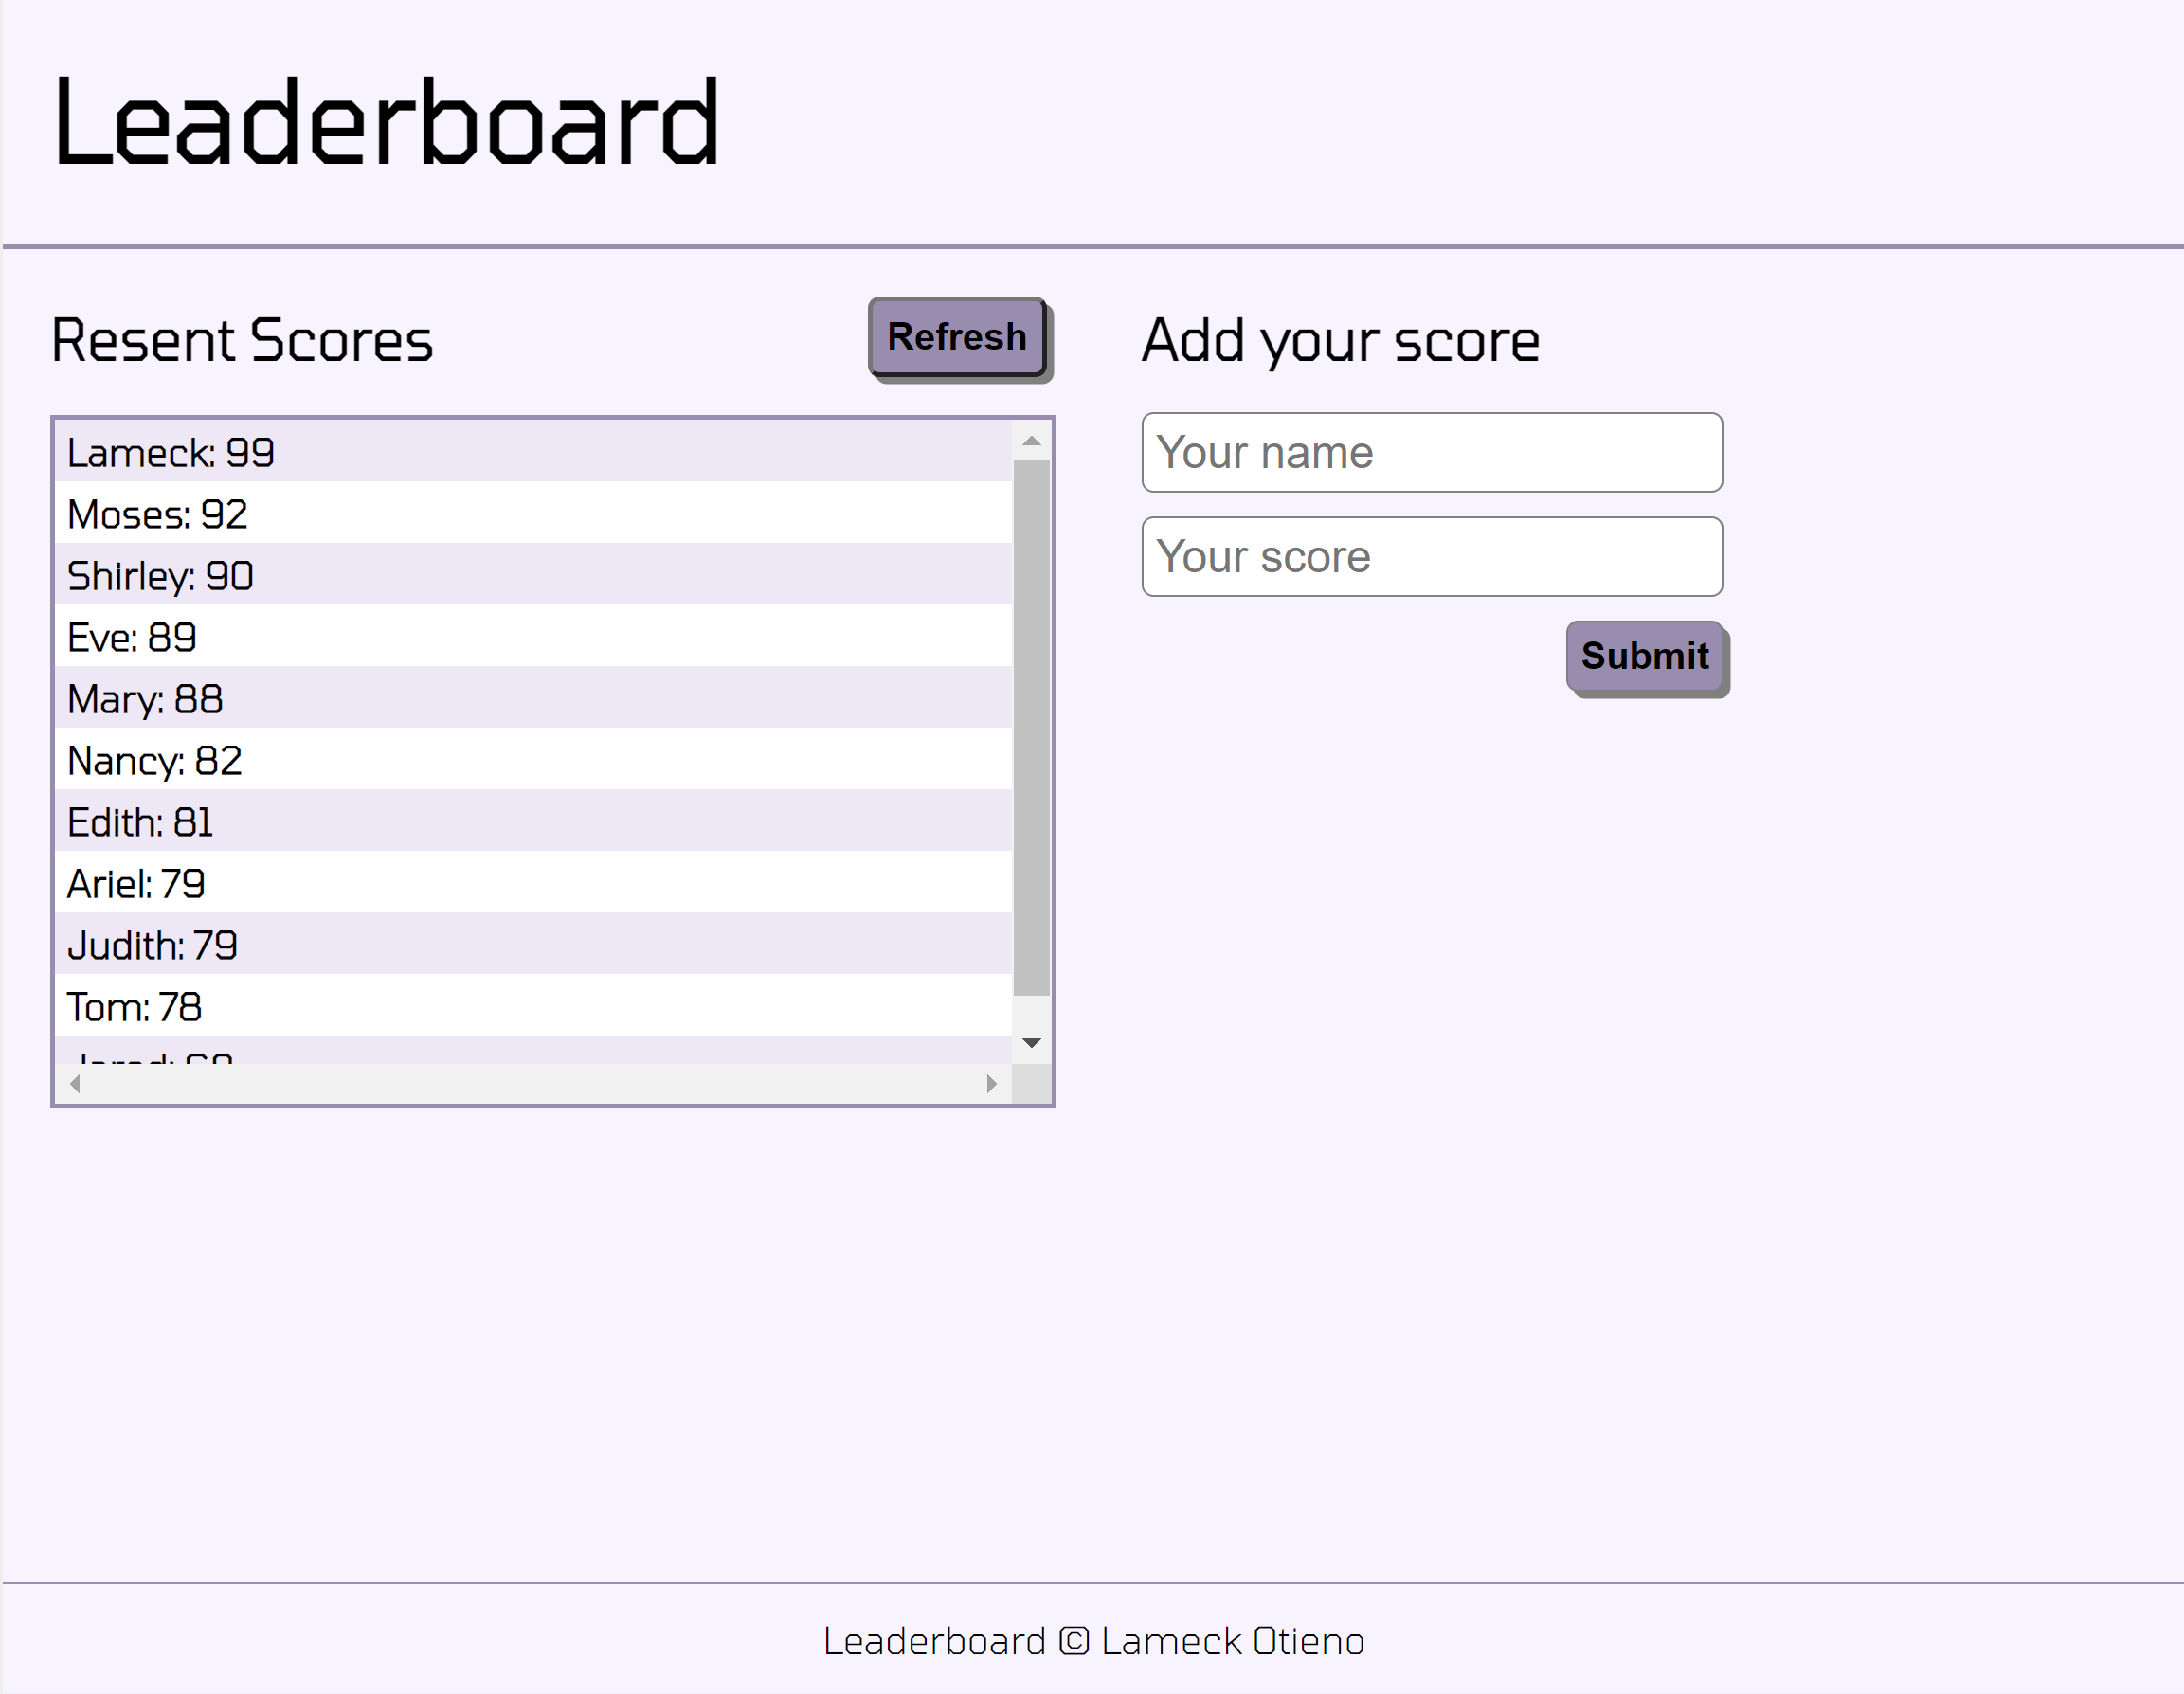 Leaderboard
Resent Scores
Refresh
Lameck: 99
Moses: 92
Shirley: 90
Eve: 89
Mary: 88
Nancy: 82
Edith: 81
Ariel: 79
Judith: 79
Tom: 78
Add your score
Your name
Your score
Submit
Leaderboard © Lameck Otieno